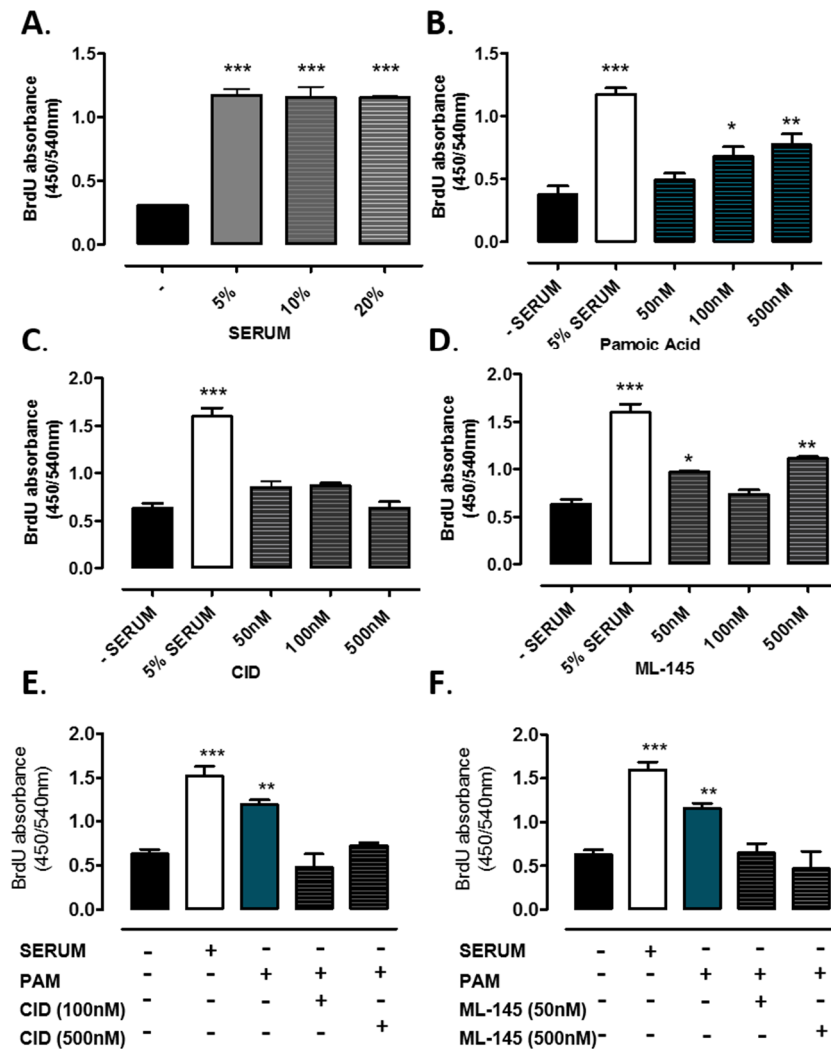 A.
BrdU absorbance
(450/540nm)
1.5
1.0
0.5
0.0
***
***
***
-
5%
10%
20%
SERUM
B.
BrdU absorbance
(450/540nm)
1.5
1.0
0.5
0.0
***
*
**
- SERUM
5% SERUM
50nM
100nM
500nM
Pamoic Acid
C.
BrdU absorbance
(450/540nm)
2.0
1.5
1.0
0.5
0.0
***
- SERUM
5% SERUM
50nM
100nM
500nM
CID
D.
BrdU absorbance
(450/540nm)
2.0
1.5
1.0
0.5
0.0
***
*
**
- SERUM
5% SERUM
50nM
100nM
500nM
ML-145
E.
BrdU absorbance
(450/540nm)
2.0
1.5
1.0
0.5
0.0
***
**
SERUM - + - - -
PAM - - + + +
CID (100nM) - - - + -
CID (500nM) - - - - +
F.
BrdU absorbance
(450/540nm)
2.0
1.5
1.0
0.5
0.0
***
**
SERUM - + - - -
PAM - - + + +
ML-145 (50nM) - - - + -
ML-145 (500nM) - - - - +